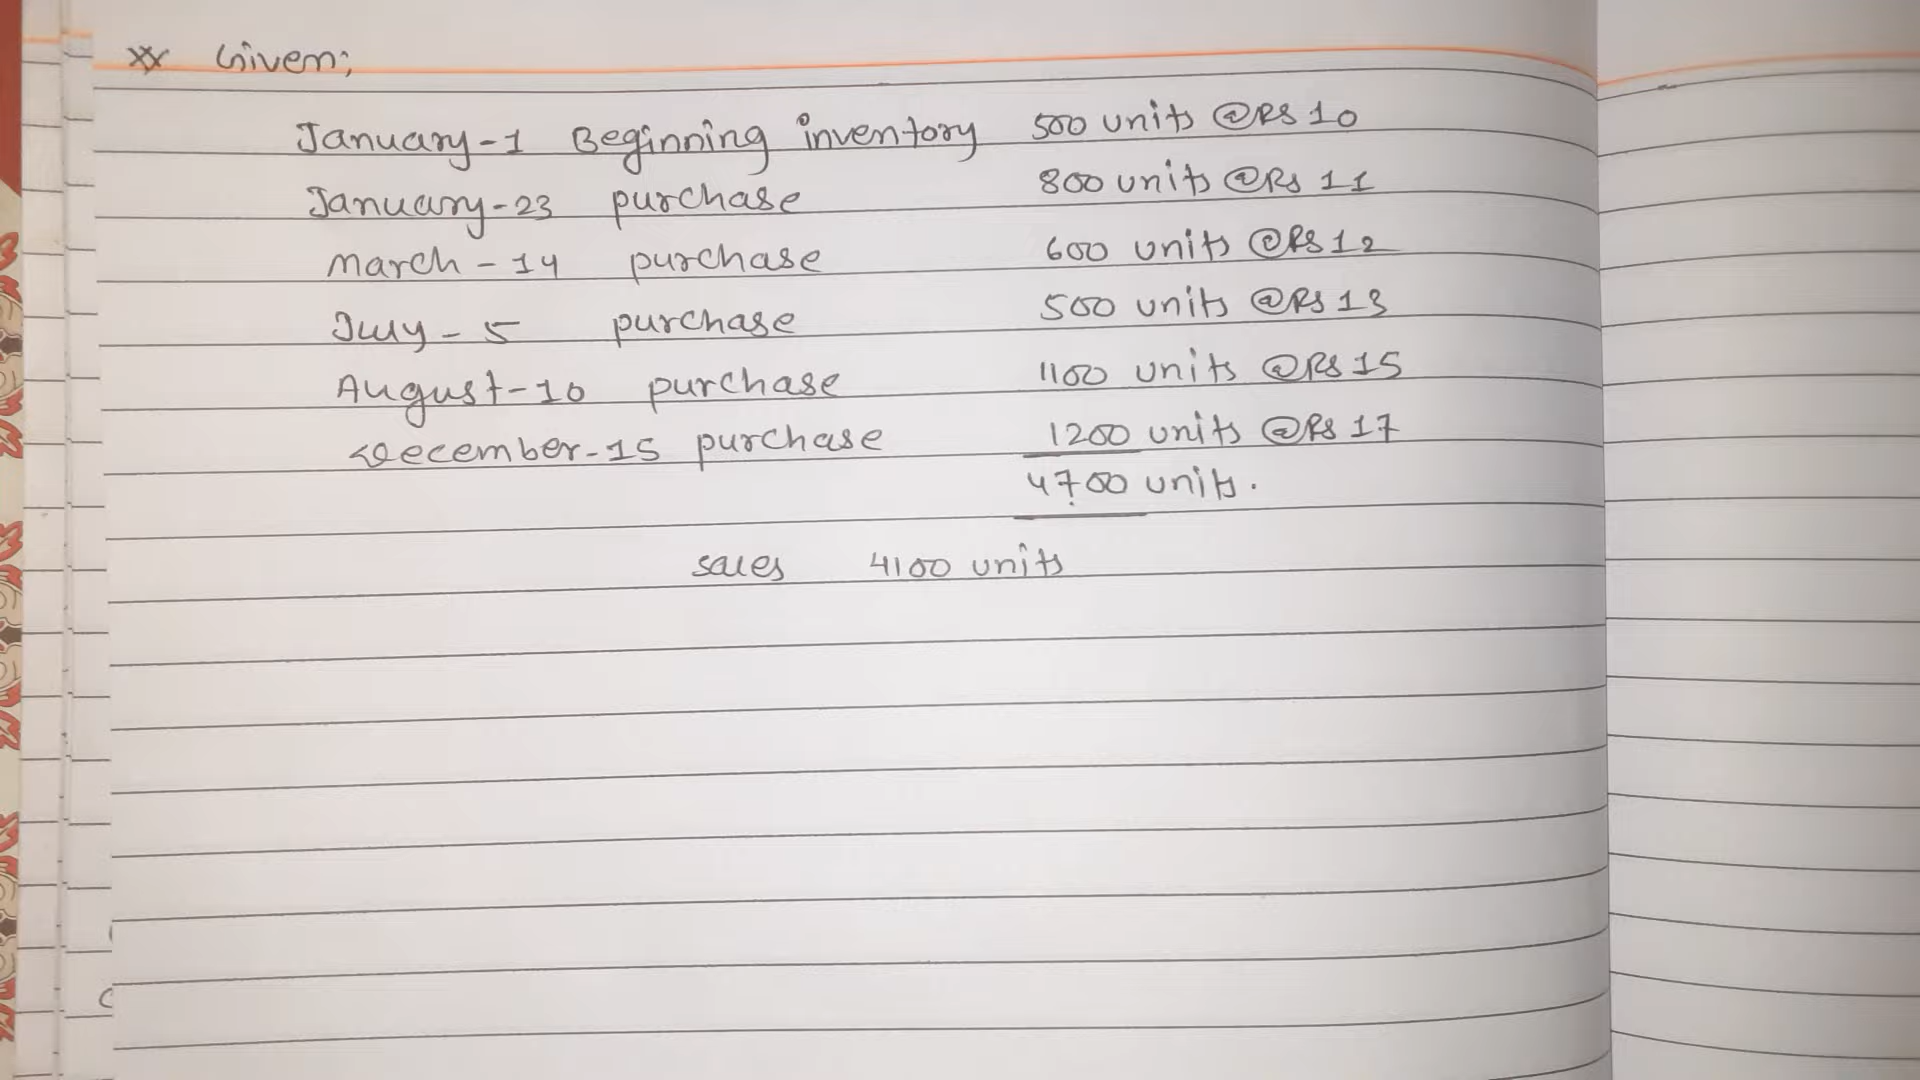 xx Given;
January-1 Beginning inventory 500 units @Rs 10
January-23 purchase 800 units @Rs 11
march-14 purchase 600 units @Rs 12
July-5 purchase 500 units @Rs 13
August-10 purchase 1100 units @Rs 15
December-15 purchase 1200 units @Rs 17
4700 units.
sales 4100 units